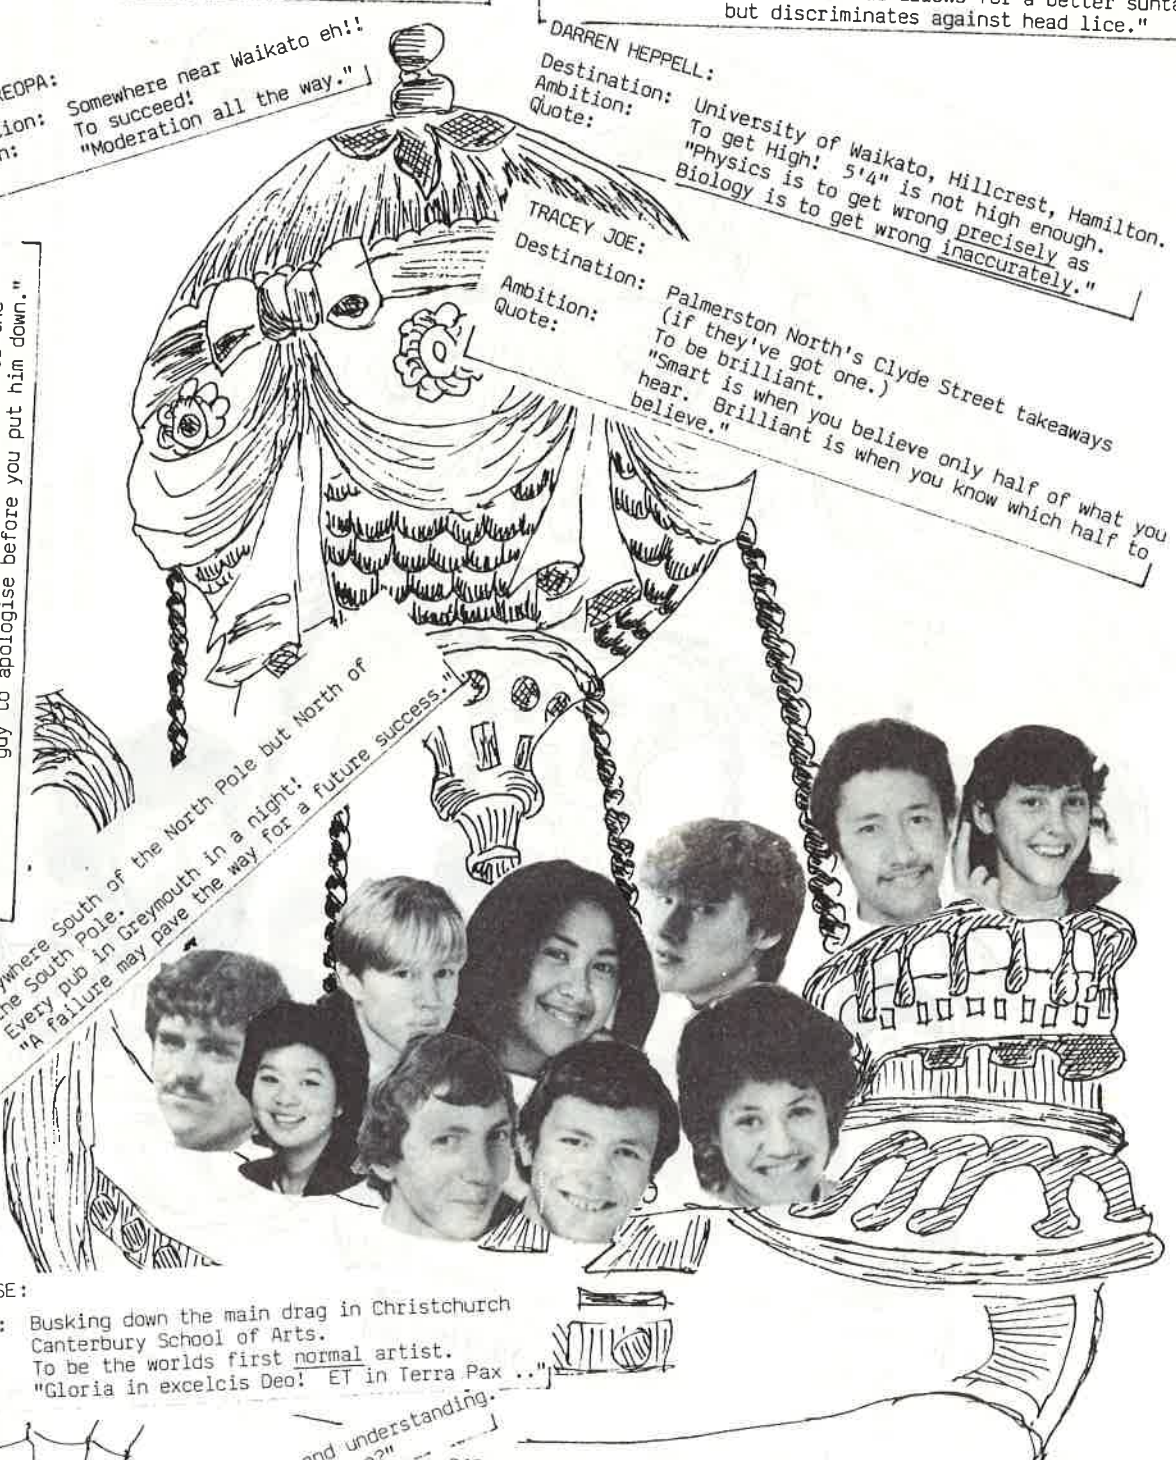 for a better
but discriminates against head lice."
Somewhere near Waikato eh!!
To succeed!
"Moderation all the way."
DARREN HEPPELL:
Destination: University of Waikato, Hillcrest, Hamilton.
Ambition: To get High! 5'4" is not high enough.
Quote: "Physics is to get wrong precisely as
Biology is to get wrong inaccurately."
TRACEY JOE:
Destination: Palmerston North's Clyde Street takeaways
(if they've got one.)
Ambition: To be brilliant.
Quote: "Smart is when you believe only half of what you
hear. Brilliant is when you know which half to
believe."
guy to apologise before you put him down."
South of the North Pole but North of
the South Pole.
Every pub in Greymouth in a night!
"A failure may pave the way for a future success."
SE:
: Busking down the main drag in Christchurch
Canterbury School of Arts.
To be the worlds first normal artist.
"Gloria in excelcis Deo! ET in Terra Pax .."
and understanding.